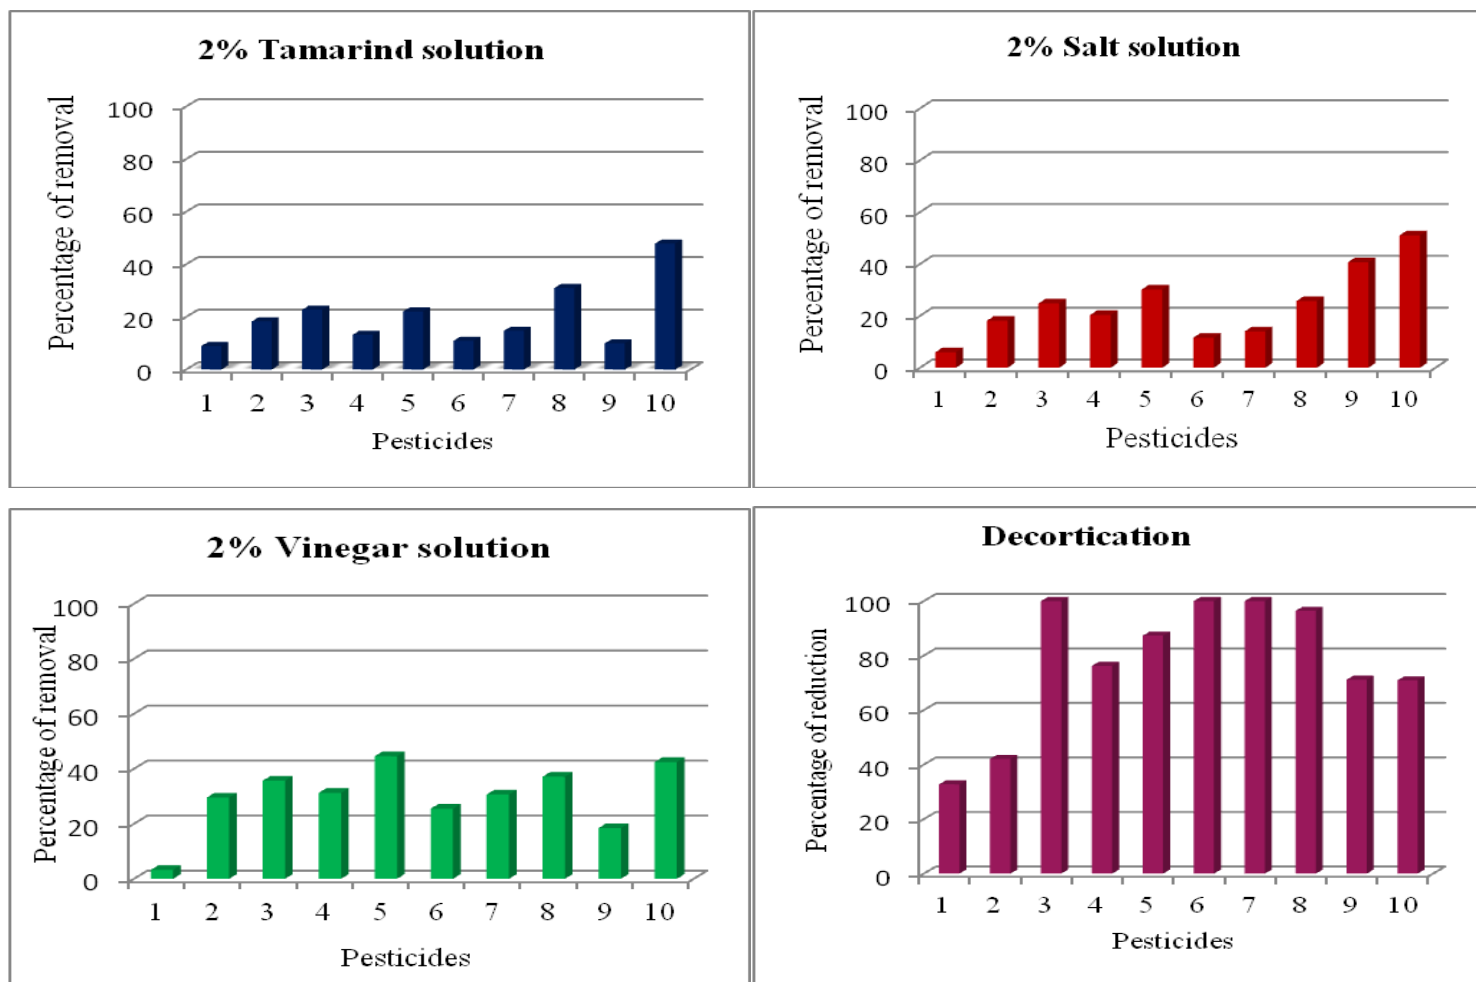 2% Tamarind solution
Percentage of removal
100
80
60
40
20
0
1 2 3 4 5 6 7 8 9 10
Pesticides
2% Salt solution
Percentage of removal
100
80
60
40
20
0
1 2 3 4 5 6 7 8 9 10
Pesticides
2% Vinegar solution
Percentage of removal
100
80
60
40
20
0
1 2 3 4 5 6 7 8 9 10
Pesticides
Decortication
Percentage of reduction
100
80
60
40
20
0
1 2 3 4 5 6 7 8 9 10
Pesticides